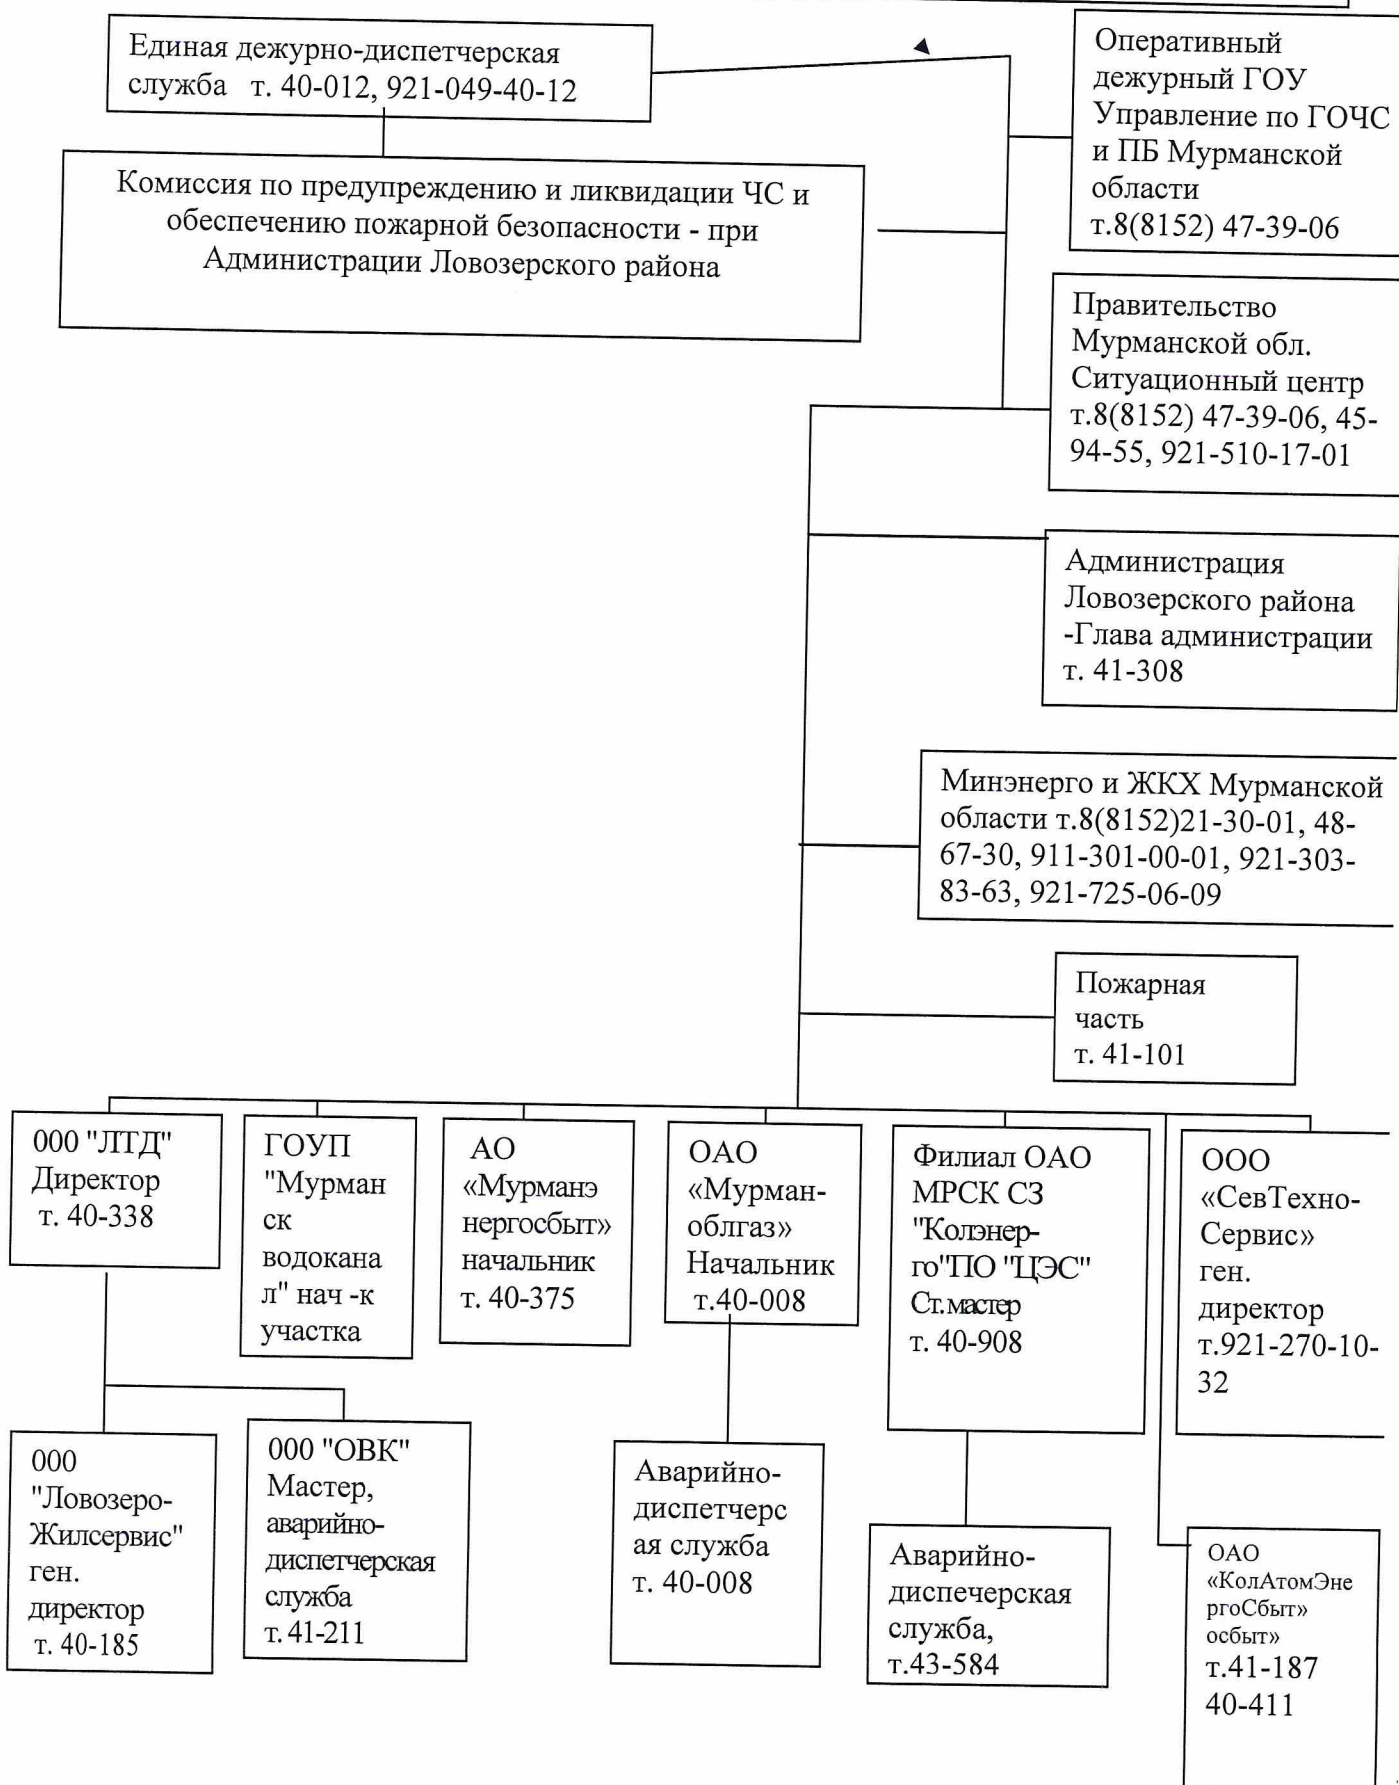 Единая дежурно-диспетчерская
служба т. 40-012, 921-049-40-12
Оперативный
дежурный ГОУ
Управление по ГОЧС
и ПБ Мурманской
области
т.8(8152) 47-39-06
Комиссия по предупреждению и ликвидации ЧС и
обеспечению пожарной безопасности - при
Администрации Ловозерского района
Правительство
Мурманской обл.
Ситуационный центр
т.8(8152) 47-39-06, 45-
94-55, 921-510-17-01
Администрация
Ловозерского района
-Глава администрации
т. 41-308
Минэнерго и ЖКХ Мурманской
области т.8(8152)21-30-01, 48-
67-30, 911-301-00-01, 921-303-
83-63, 921-725-06-09
Пожарная
часть
т. 41-101
000 "ЛТД"
Директор
т. 40-338
ГОУП
"Мурман
ск
водокана
л" нач -к
участка
АО
«Мурманэ
нергосбыт»
начальник
т. 40-375
ОАО
«Мурман-
облгаз»
Начальник
т.40-008
Филиал ОАО
МРСК СЗ
"Колэнер-
го"ПО "ЦЭС"
Ст.мастер
т. 40-908
ООО
«СевТехно-
Сервис»
ген.
директор
т.921-270-10-
32
000
"Ловозеро-
Жилсервис"
ген.
директор
т. 40-185
000 "ОВК"
Мастер,
аварийно-
диспетчерская
служба
т. 41-211
Аварийно-
диспетчерс
ая служба
т. 40-008
Аварийно-
диспечерская
служба,
т.43-584
ОАО
«КолАтомЭне
ргоСбыт»
осбыт»
т.41-187
40-411